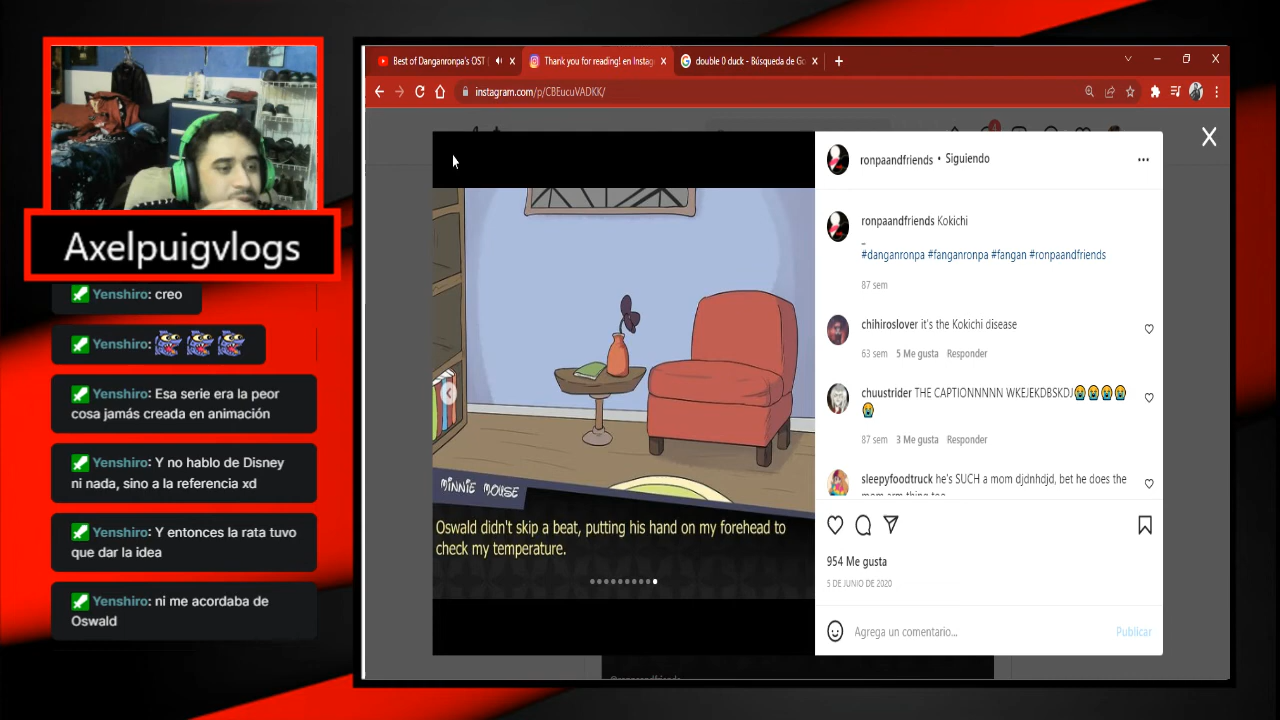 Axelpuigvlogs
Yenshiro: creo
Yenshiro:
Yenshiro: Esa serie era la peor
cosa jamás creada en animación
Yenshiro: Y no hablo de Disney
ni nada, sino a la referencia xd
Yenshiro: Y entonces la rata tuvo
que dar la idea
Yenshiro: ni me acordaba de
Oswald
Best of Danganronpa's OST
Thank you for reading! en Instag
double 0 duck - Búsqueda de Go
instagram.com/p/CBEucuVADKK/
MINNIE MOUSE
Oswald didn't skip a beat, putting his hand on my forehead to
check my temperature.
ronpaandfriends • Siguiendo
ronpaandfriends Kokichi
_
#danganronpa #fanganronpa #fangan #ronpaandfriends
87 sem
chihiroslover it's the Kokichi disease
63 sem 5 Me gusta Responder
chuustrider THE CAPTIONNNNN WKEJEKDBSKDJ😭😭😭😭
😭
87 sem 3 Me gusta Responder
sleepyfoodtruck he's SUCH a mom djdnhdjd, bet he does the
mom arm thing too
954 Me gusta
5 DE JUNIO DE 2020
Agrega un comentario...
Publicar